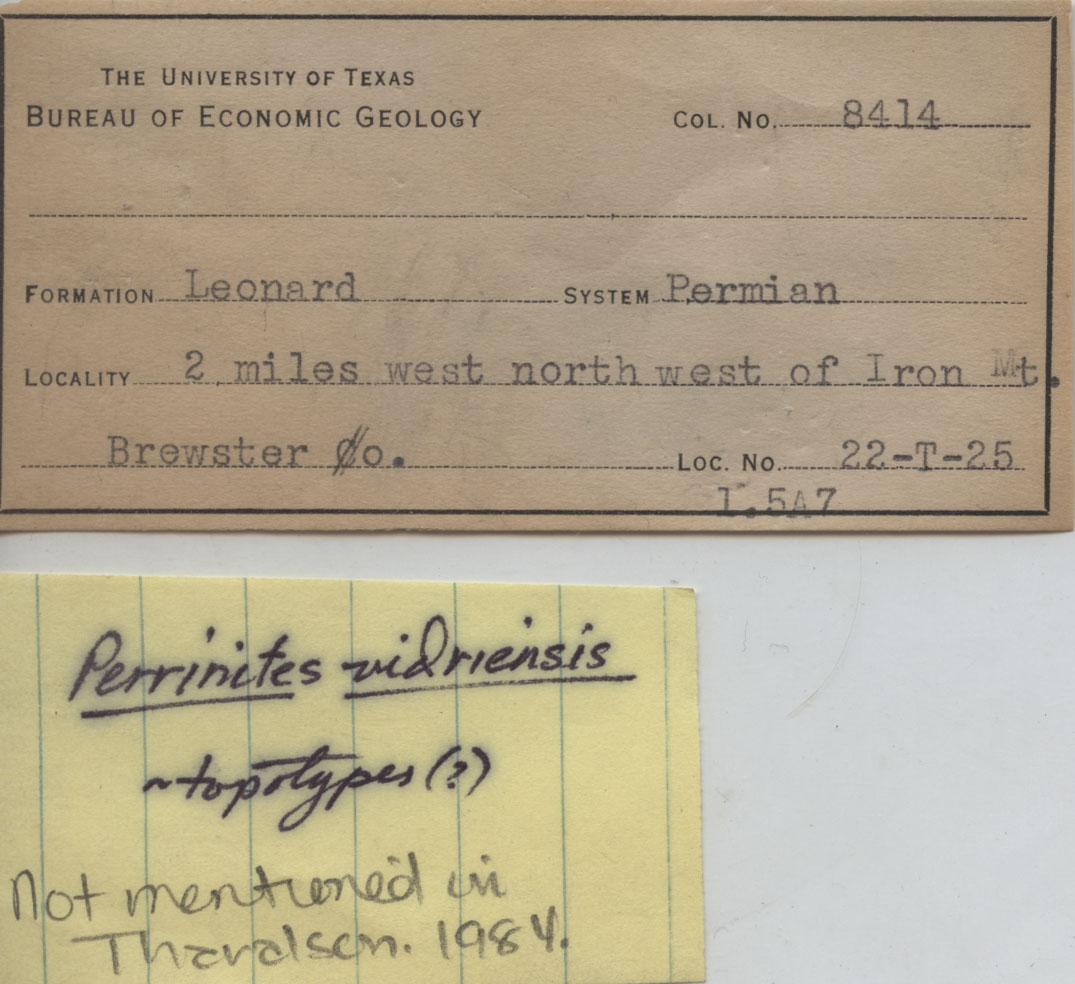 THE UNIVERSITY OF TEXAS
BUREAU OF ECONOMIC GEOLOGY
COL. No. 8414
FORMATION Leonard SYSTEM Permian
LOCALITY 2 miles west north west of Iron Mt.
Brewster Co. Loc. No. 22-T-25
1.5A7
Perrinites vidriensis
~topotypes (?)
Not mentioned in
Tharalson. 1984.